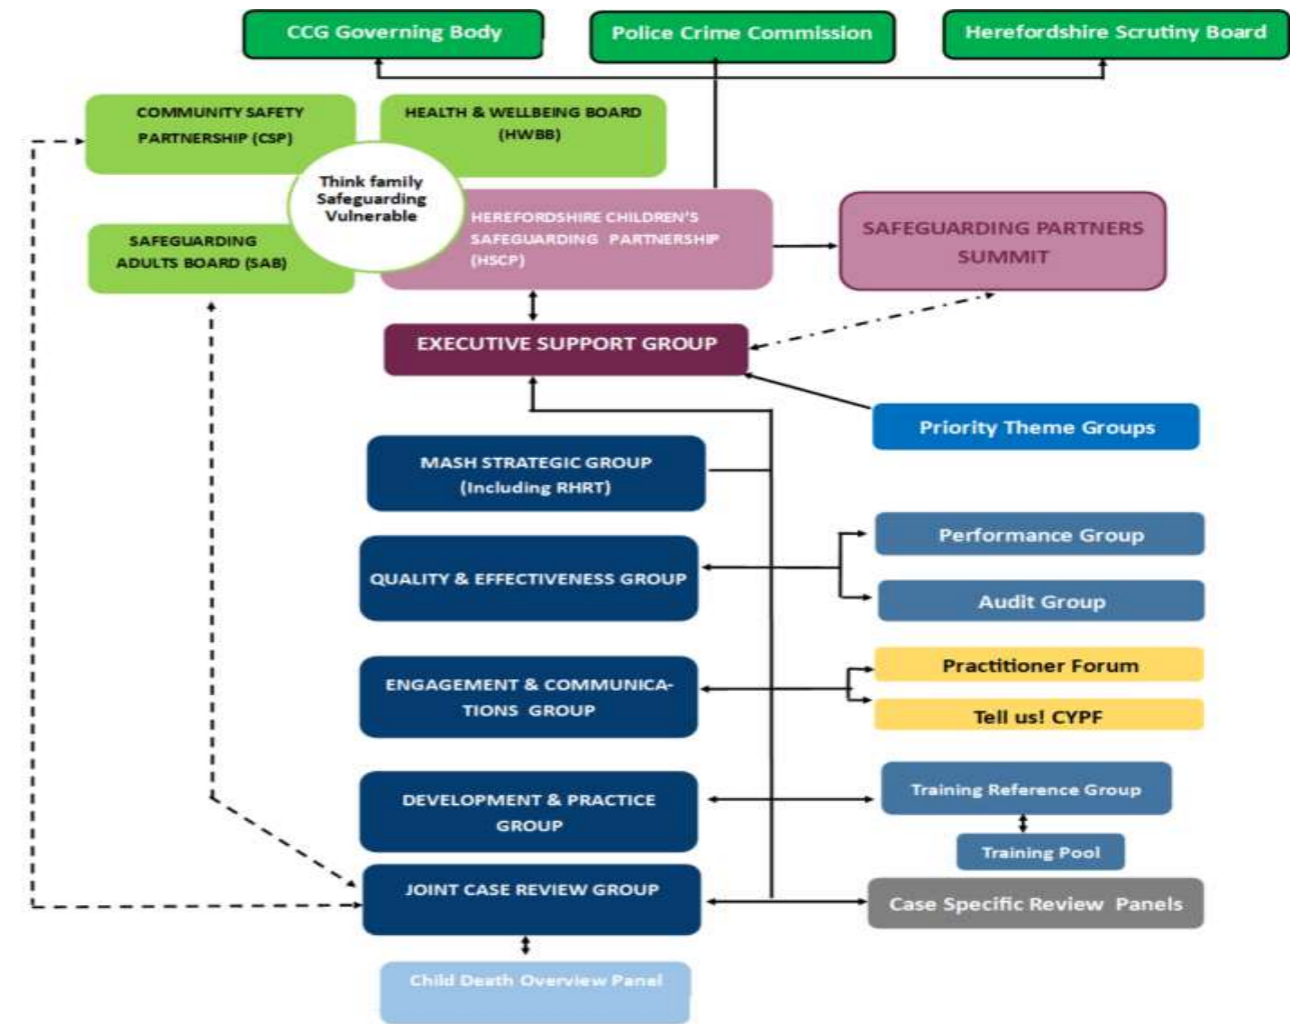 CCG Governing Body
Police Crime Commission
Herefordshire Scrutiny Board
COMMUNITY SAFETY
PARTNERSHIP (CSP)
HEALTH & WELLBEING BOARD
(HWBB)
Think family
Safeguarding
Vulnerable
SAFEGUARDING
ADULTS BOARD (SAB)
HEREFORDSHIRE CHILDREN'S
SAFEGUARDING PARTNERSHIP
(HSCP)
SAFEGUARDING PARTNERS
SUMMIT
EXECUTIVE SUPPORT GROUP
Priority Theme Groups
MASH STRATEGIC GROUP
(Including RHRT)
QUALITY & EFFECTIVENESS GROUP
Performance Group
Audit Group
ENGAGEMENT & COMMUNICA-
TIONS GROUP
Practitioner Forum
Tell us! CYPF
DEVELOPMENT & PRACTICE
GROUP
Training Reference Group
Training Pool
JOINT CASE REVIEW GROUP
Case Specific Review Panels
Child Death Overview Panel